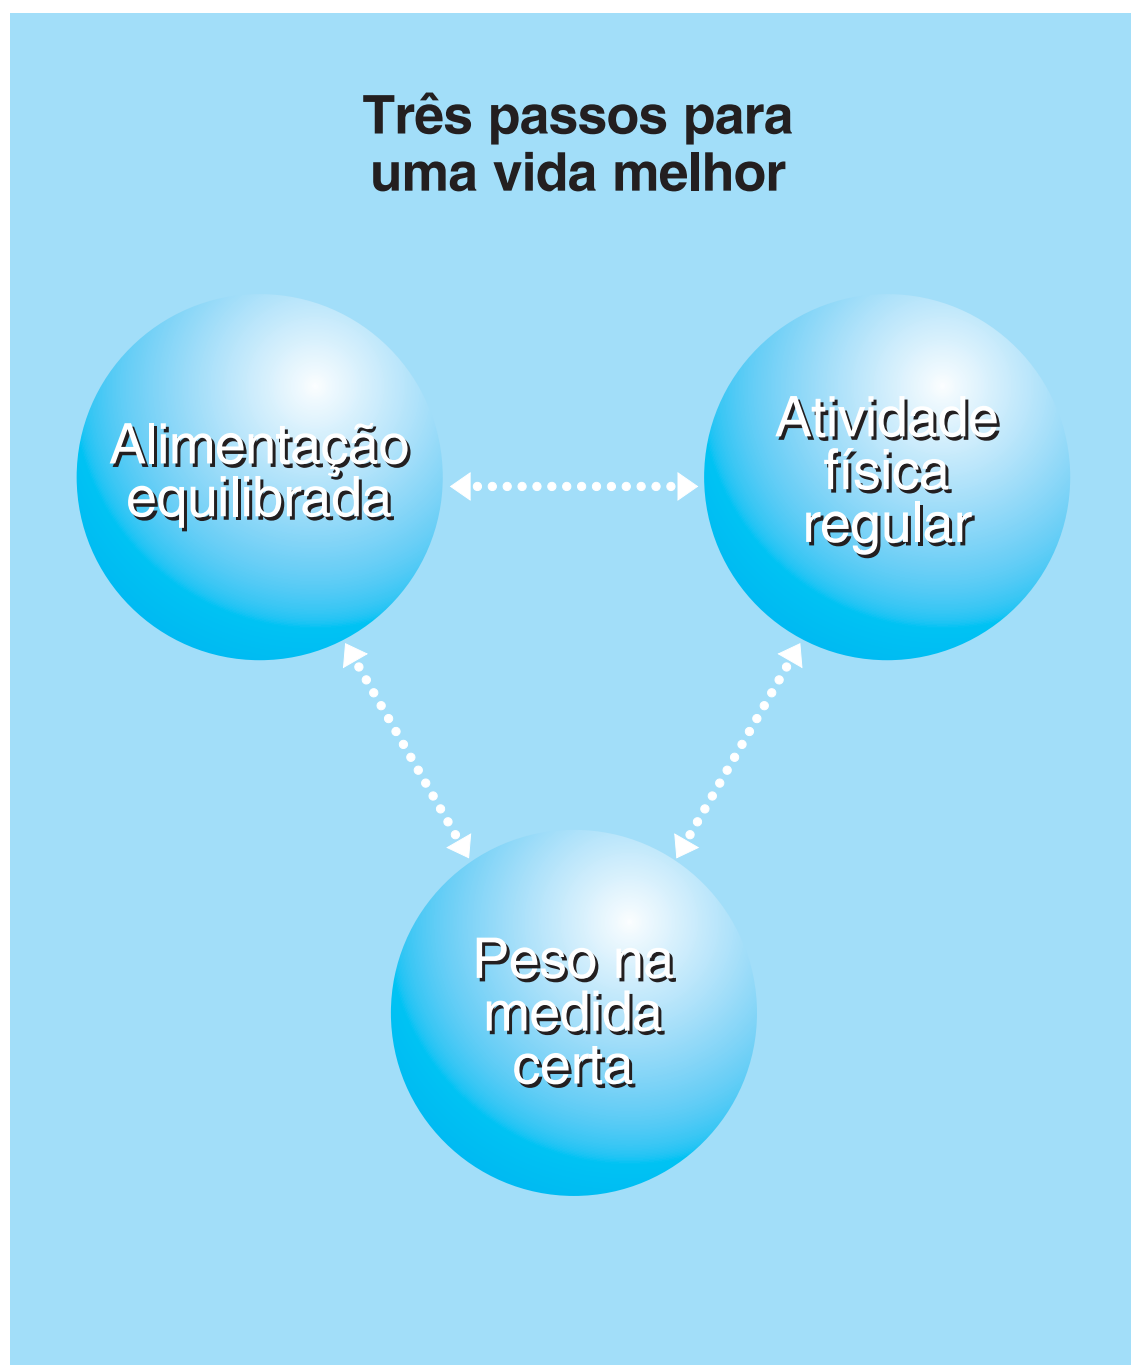 Três passos para
uma vida melhor
Alimentação
equilibrada
Atividade
física
regular
Peso na
medida
certa